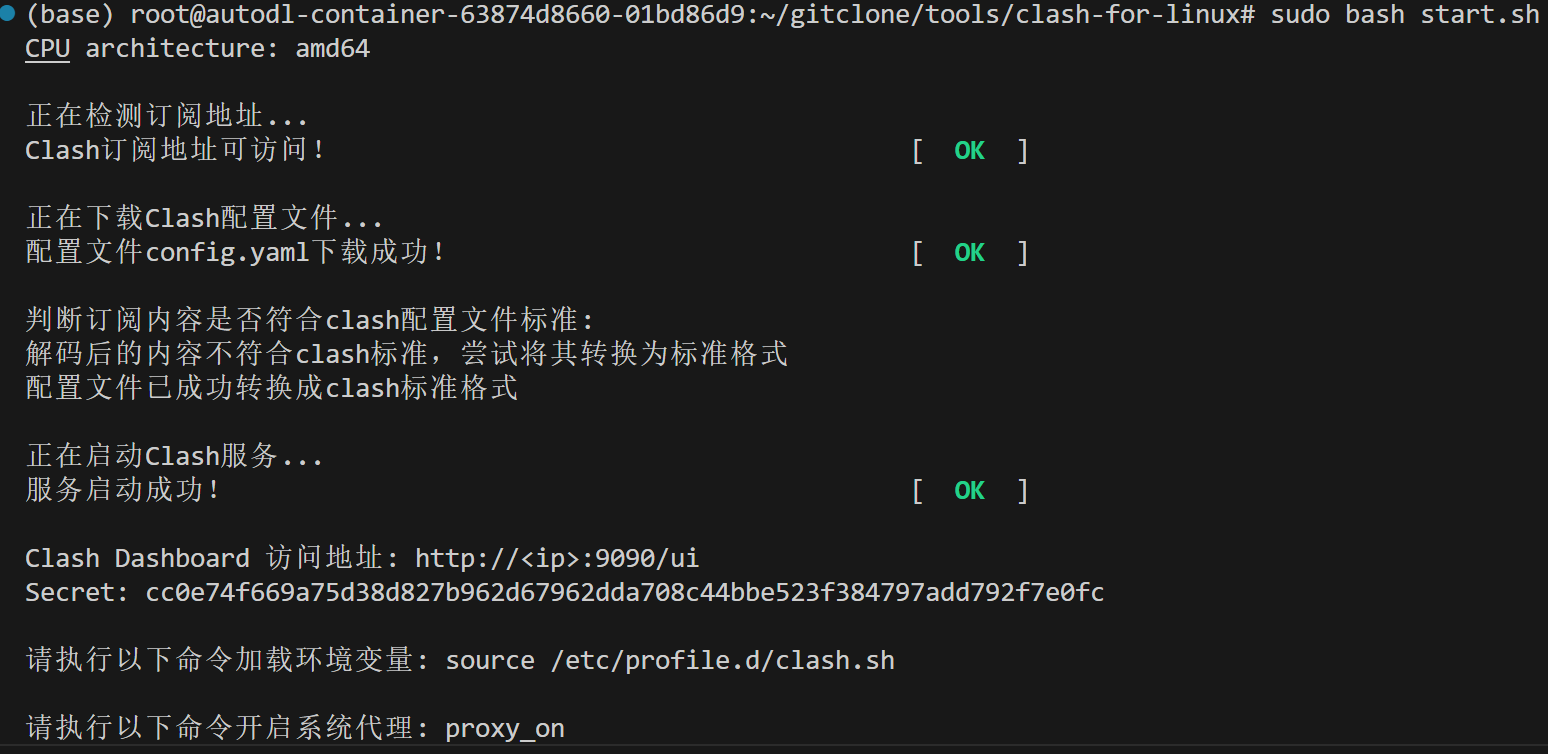 (base) root@autodl-container-63874d8660-01bd86d9:~/gitclone/tools/clash-for-linux# sudo bash start.sh
CPU architecture: amd64
正在检测订阅地址...
Clash订阅地址可访问！ [ OK ]
正在下载Clash配置文件...
配置文件config.yaml下载成功！ [ OK ]
判断订阅内容是否符合clash配置文件标准:
解码后的内容不符合clash标准，尝试将其转换为标准格式
配置文件已成功转换成clash标准格式
正在启动Clash服务...
服务启动成功！ [ OK ]
Clash Dashboard 访问地址: http://<ip>:9090/ui
Secret: cc0e74f669a75d38d827b962d67962dda708c44bbe523f384797add792f7e0fc
请执行以下命令加载环境变量: source /etc/profile.d/clash.sh
请执行以下命令开启系统代理: proxy_on